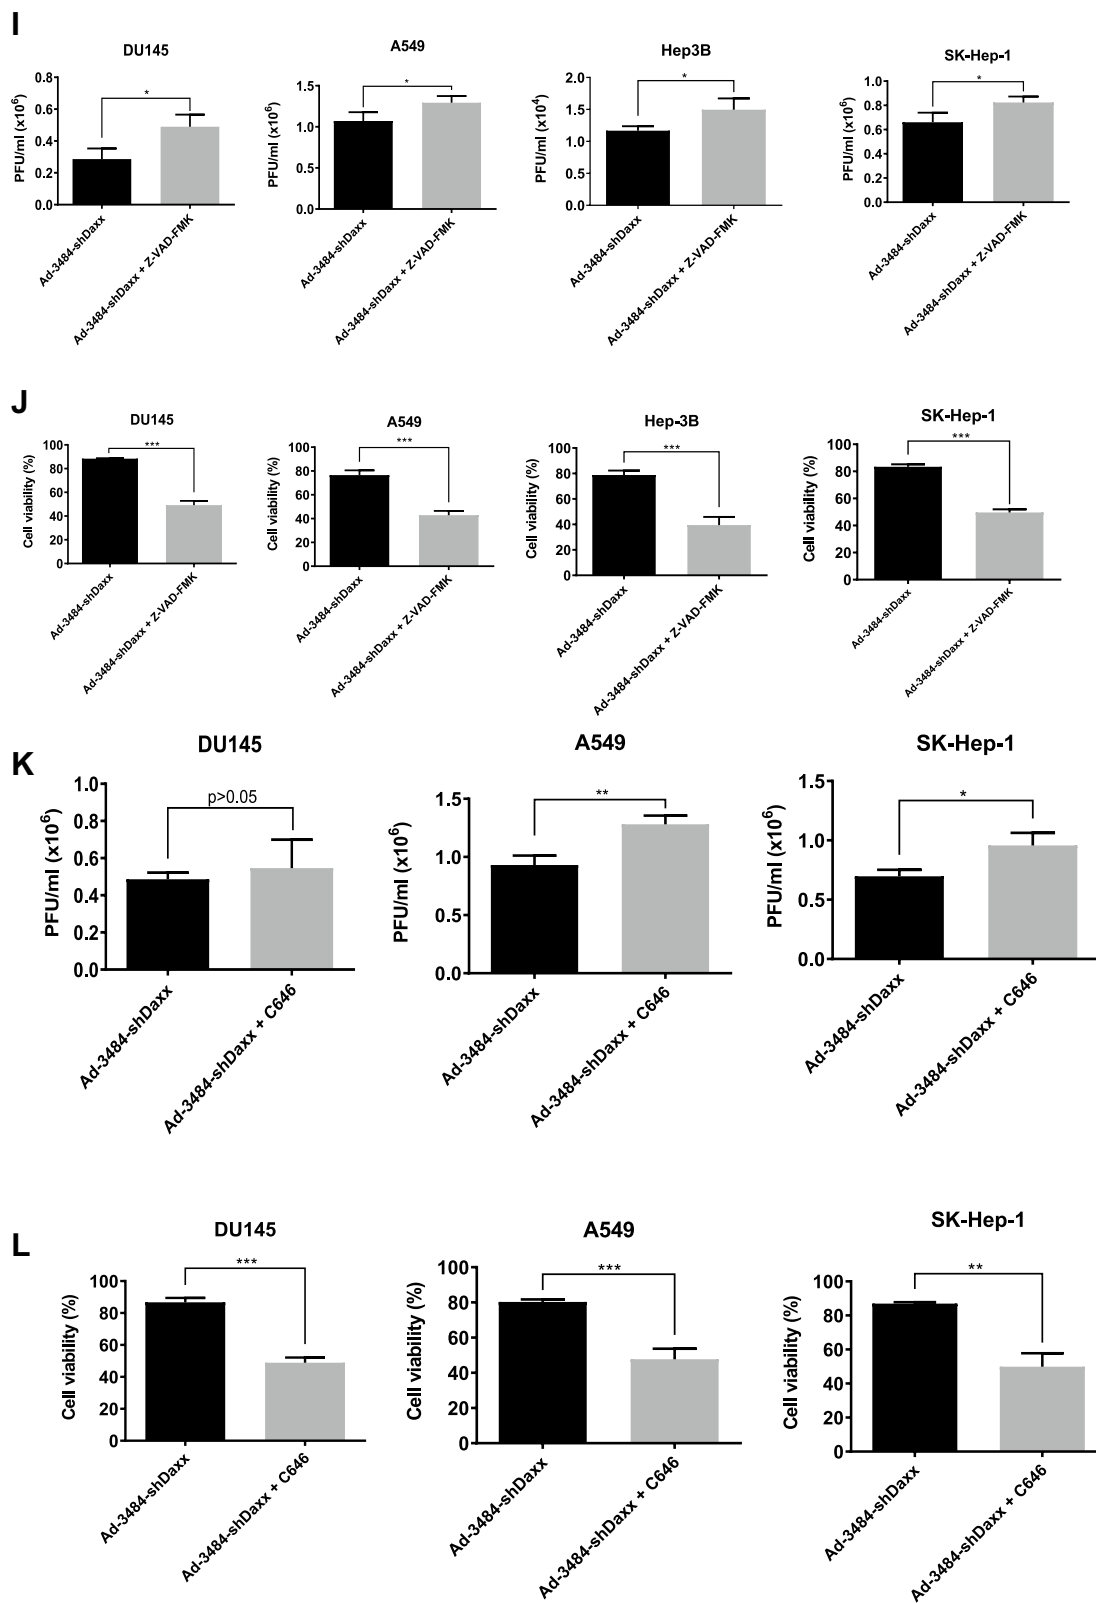 I
DU145
PFU/ml (x10⁶)
0.8
0.6
0.4
0.2
0.0
*
Ad-3484-shDaxx
Ad-3484-shDaxx + Z-VAD-FMK
A549
PFU/ml (x10⁶)
1.5
1.0
0.5
0.0
*
Ad-3484-shDaxx
Ad-3484-shDaxx + Z-VAD-FMK
Hep3B
PFU/ml (x10⁴)
2.0
1.5
1.0
0.5
0.0
*
Ad-3484-shDaxx
Ad-3484-shDaxx + Z-VAD-FMK
SK-Hep-1
PFU/ml (x10⁶)
1.0
0.8
0.6
0.4
0.2
0.0
*
Ad-3484-shDaxx
Ad-3484-shDaxx + Z-VAD-FMK
J
DU145
Cell viability (%)
100
80
60
40
20
0
***
Ad-3484-shDaxx
Ad-3484-shDaxx + Z-VAD-FMK
A549
Cell viability (%)
100
80
60
40
20
0
***
Ad-3484-shDaxx
Ad-3484-shDaxx + Z-VAD-FMK
Hep-3B
Cell viability (%)
100
80
60
40
20
0
***
Ad-3484-shDaxx
Ad-3484-shDaxx + Z-VAD-FMK
SK-Hep-1
Cell viability (%)
100
80
60
40
20
0
***
Ad-3484-shDaxx
Ad-3484-shDaxx + Z-VAD-FMK
K
DU145
PFU/ml (x10⁶)
1.0
0.8
0.6
0.4
0.2
0.0
p>0.05
Ad-3484-shDaxx
Ad-3484-shDaxx + C646
A549
PFU/ml (x10⁶)
1.5
1.0
0.5
0.0
**
Ad-3484-shDaxx
Ad-3484-shDaxx + C646
SK-Hep-1
PFU/ml (x10⁶)
1.5
1.0
0.5
0.0
*
Ad-3484-shDaxx
Ad-3484-shDaxx + C646
L
DU145
Cell viability (%)
100
80
60
40
20
0
***
Ad-3484-shDaxx
Ad-3484-shDaxx + C646
A549
Cell viability (%)
100
80
60
40
20
0
***
Ad-3484-shDaxx
Ad-3484-shDaxx + C646
SK-Hep-1
Cell viability (%)
100
80
60
40
20
0
**
Ad-3484-shDaxx
Ad-3484-shDaxx + C646